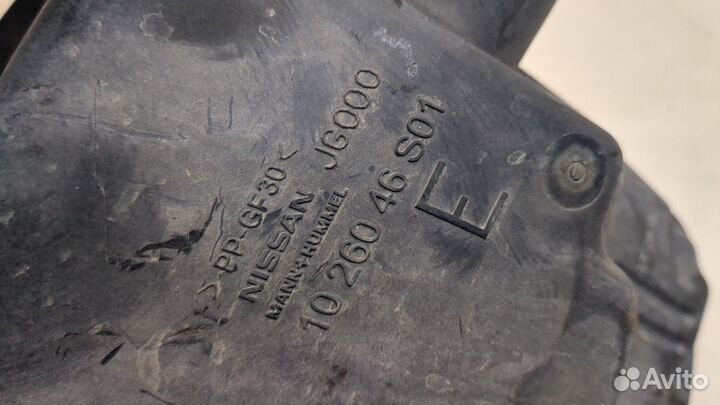 >PP-GF30<
NISSAN JG000
MANN+HUMMEL
10 260 46 S01
E
e
Avito